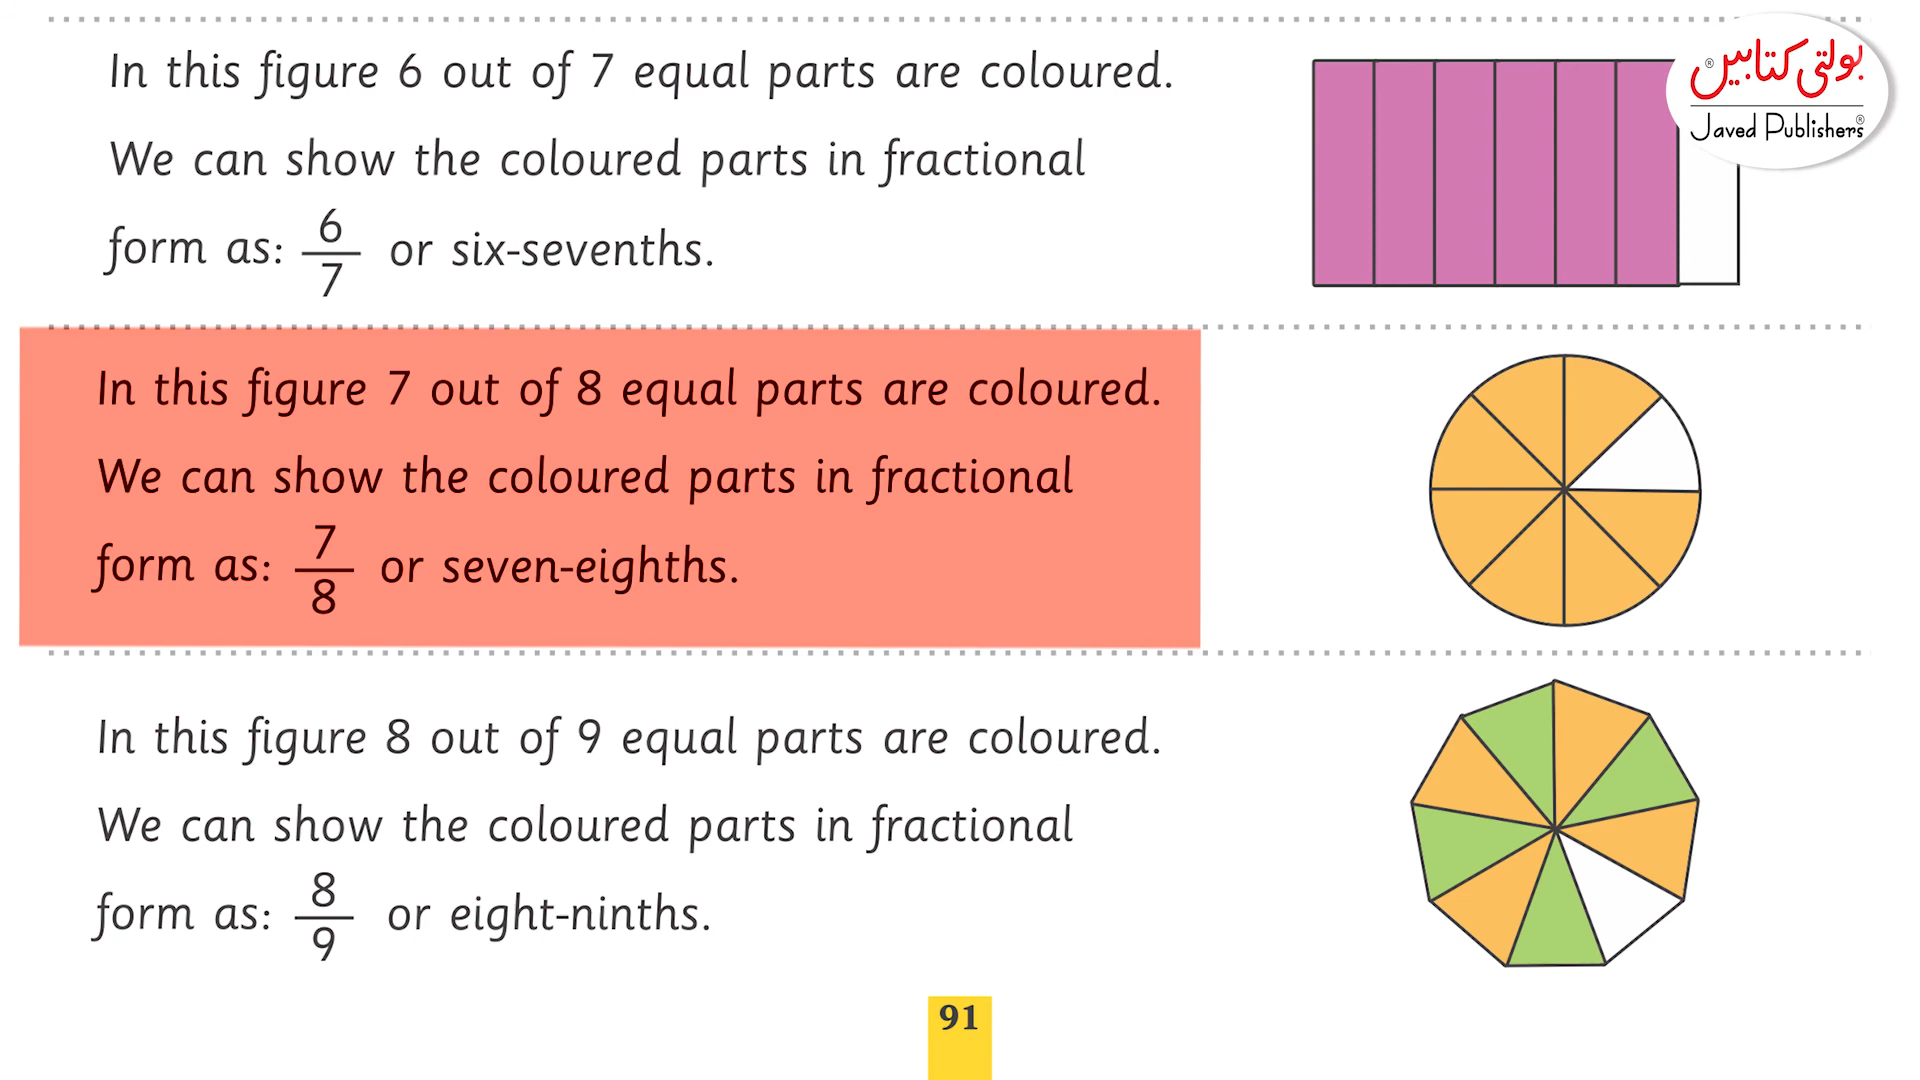 In this figure 6 out of 7 equal parts are coloured.
We can show the coloured parts in fractional
form as: 6/7 or six-sevenths.
بولتی کتابیں®
Javed Publishers®
In this figure 7 out of 8 equal parts are coloured.
We can show the coloured parts in fractional
form as: 7/8 or seven-eighths.
In this figure 8 out of 9 equal parts are coloured.
We can show the coloured parts in fractional
form as: 8/9 or eight-ninths.
91